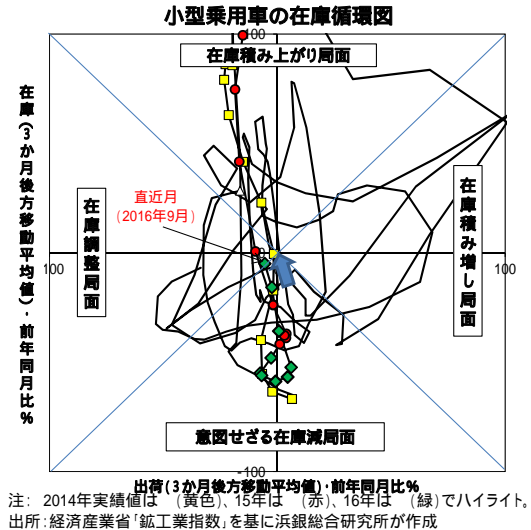 小型乗用車の在庫循環図
100
在庫積み上がり局面
在庫(3か月後方移動平均値)・前年同月比%
在庫調整局面
直近月
(2016年9月)
在庫積み増し局面
100
0
100
意図せざる在庫減局面
-100
出荷(3か月後方移動平均値)・前年同月比%
注: 2014年実績値は (黄色)、15年は (赤)、16年は (緑)でハイライト。
出所:経済産業省「鉱工業指数」を基に浜銀総合研究所が作成